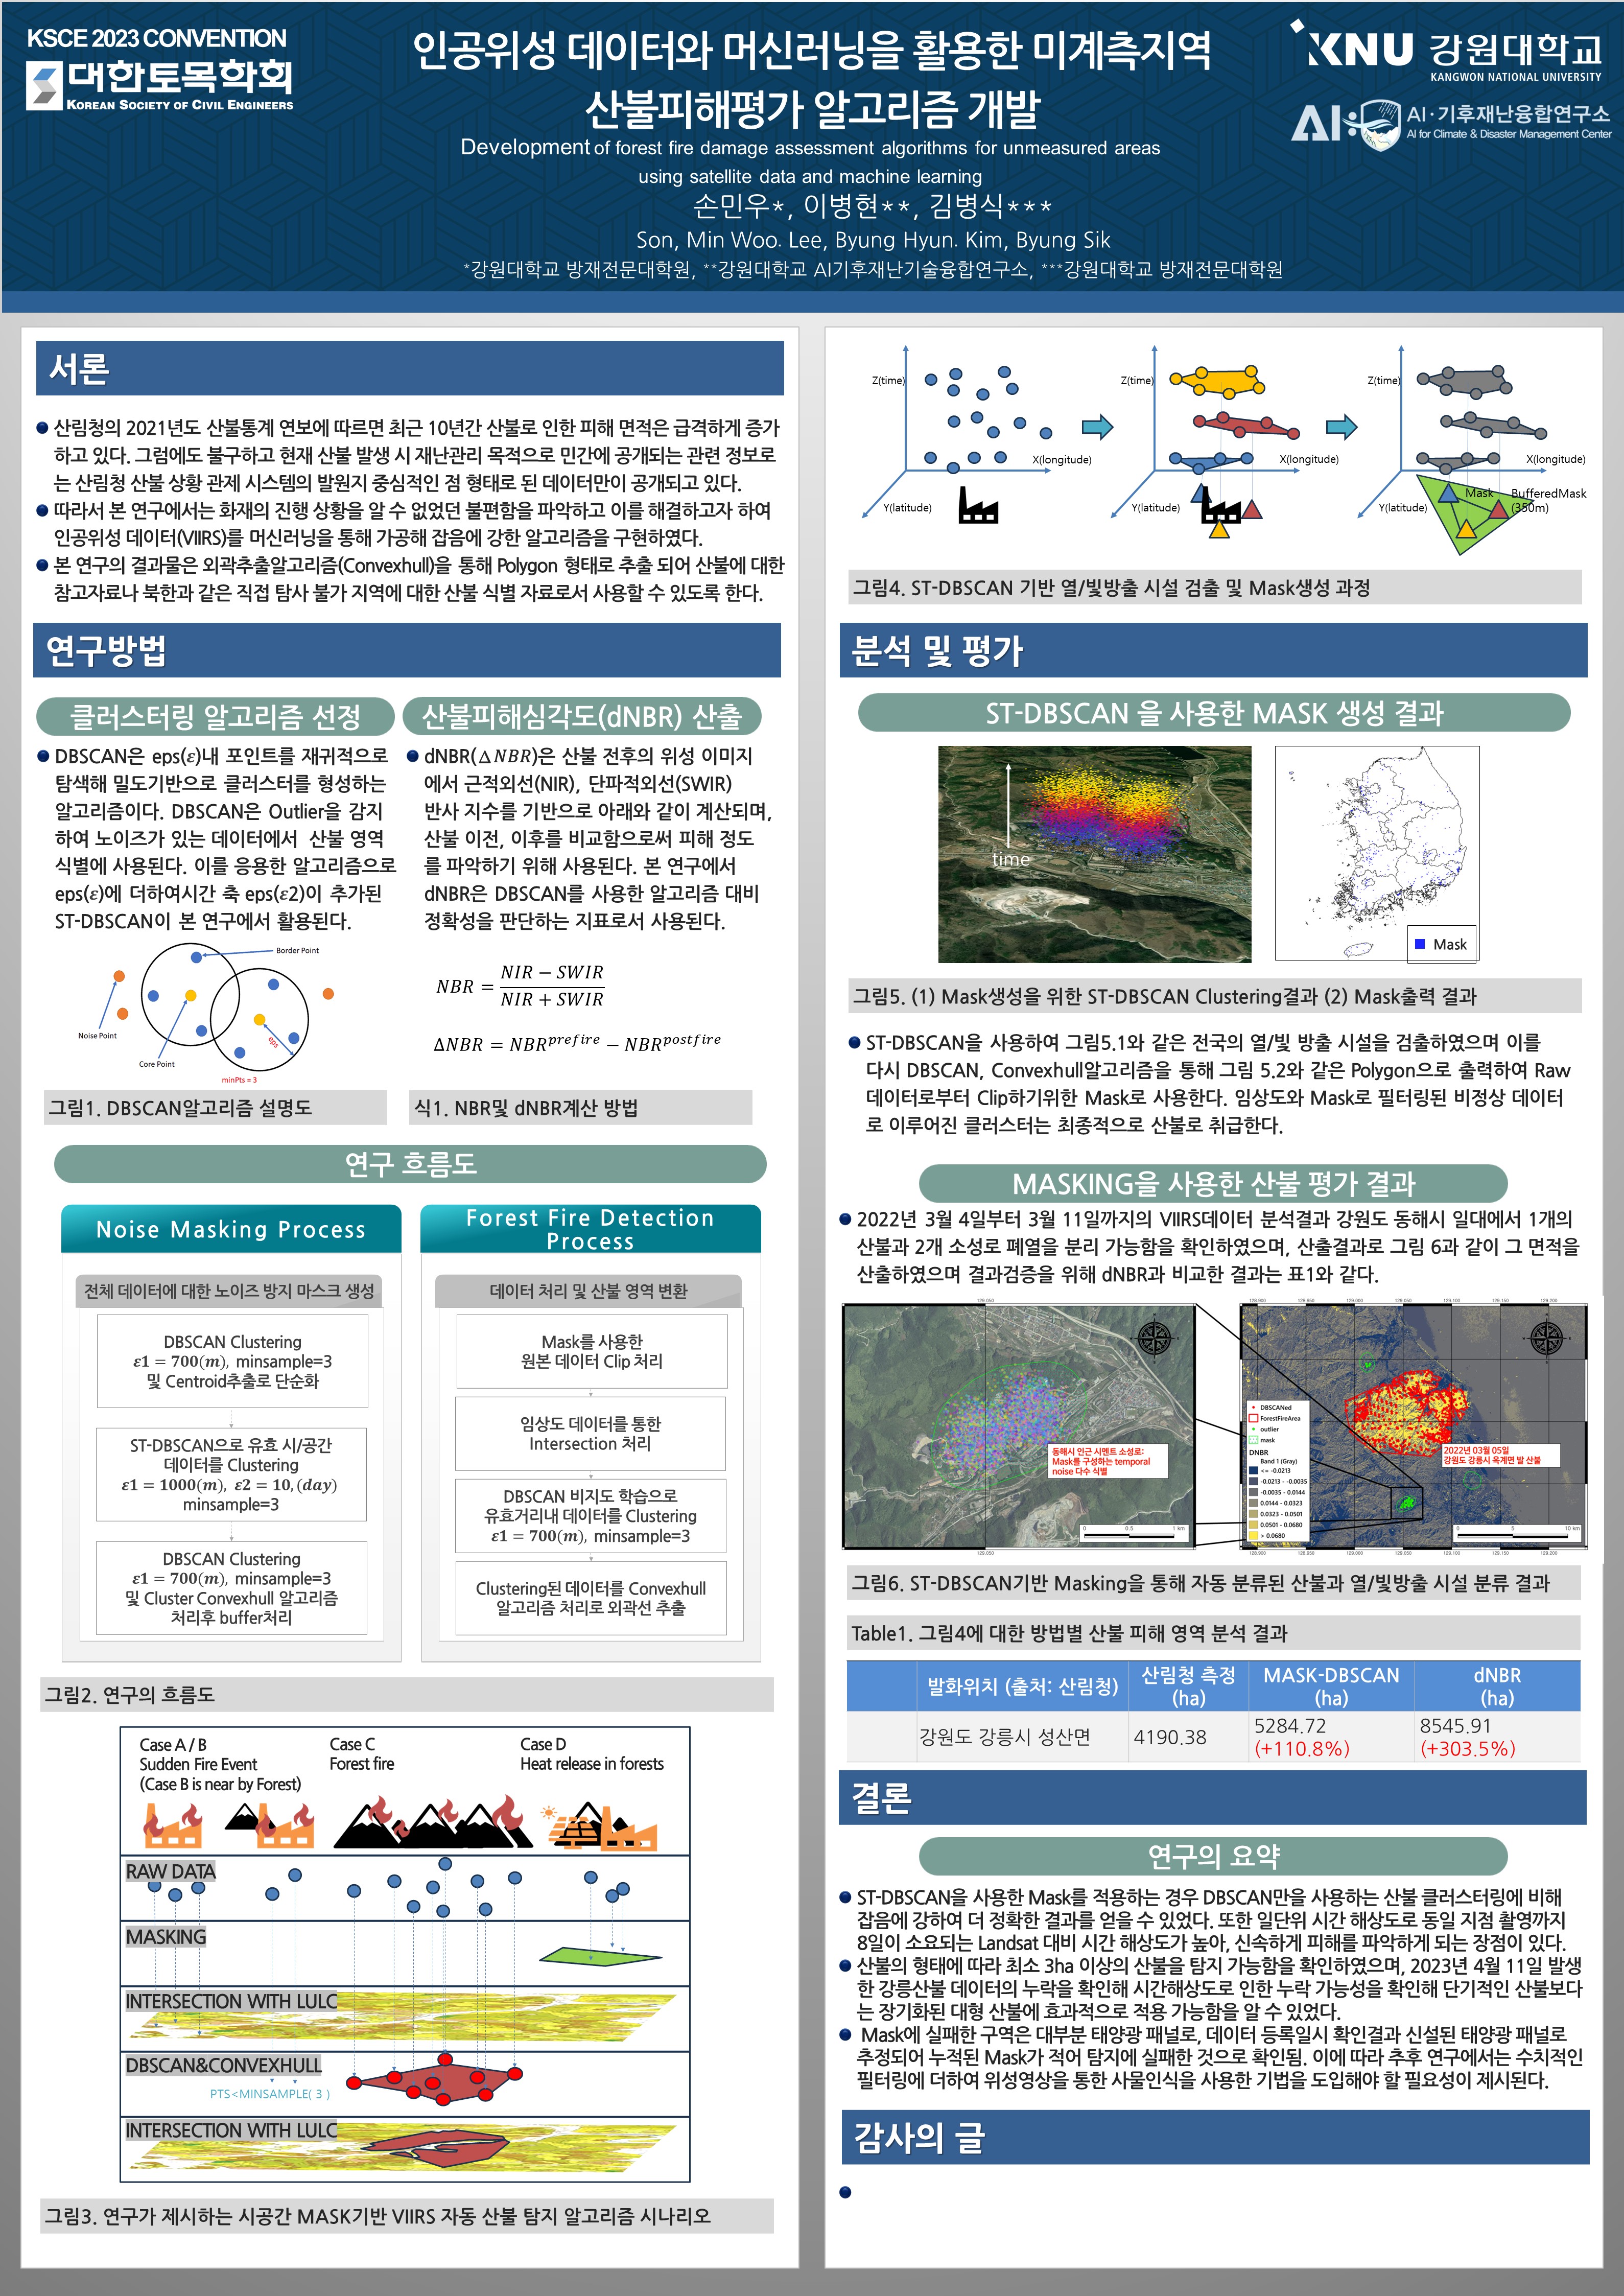 KSCE 2023 CONVENTION
대한토목학회
KOREAN SOCIETY OF CIVIL ENGINEERS
인공위성 데이터와 머신러닝을 활용한 미계측지역
산불피해평가 알고리즘 개발
Development of forest fire damage assessment algorithms for unmeasured areas
using satellite data and machine learning
손민우*, 이병현**, 김병식***
Son, Min Woo. Lee, Byung Hyun. Kim, Byung Sik
*강원대학교 방재전문대학원, **강원대학교 AI기후재난기술융합연구소, ***강원대학교 방재전문대학원
KNU 강원대학교
KANGWON NATIONAL UNIVERSITY
AI:
AI·기후재난융합연구소
AI for Climate & Disaster Management Center
서론
산림청의 2021년도 산불통계 연보에 따르면 최근 10년간 산불로 인한 피해 면적은 급격하게 증가
하고 있다. 그럼에도 불구하고 현재 산불 발생 시 재난관리 목적으로 민간에 공개되는 관련 정보로
는 산림청 산불 상황 관제 시스템의 발원지 중심적인 점 형태로 된 데이터만이 공개되고 있다.
따라서 본 연구에서는 화재의 진행 상황을 알 수 없었던 불편함을 파악하고 이를 해결하고자 하여
인공위성 데이터(VIIRS)를 머신러닝을 통해 가공해 잡음에 강한 알고리즘을 구현하였다.
본 연구의 결과물은 외곽추출알고리즘(Convexhull)을 통해 Polygon 형태로 추출 되어 산불에 대한
참고자료나 북한과 같은 직접 탐사 불가 지역에 대한 산불 식별 자료로서 사용할 수 있도록 한다.
연구방법
클러스터링 알고리즘 선정
DBSCAN은 eps(ε)내 포인트를 재귀적으로
탐색해 밀도기반으로 클러스터를 형성하는
알고리즘이다. DBSCAN은 Outlier을 감지
하여 노이즈가 있는 데이터에서 산불 영역
식별에 사용된다. 이를 응용한 알고리즘으로
eps(ε)에 더하여시간 축 eps(ε2)이 추가된
ST-DBSCAN이 본 연구에서 활용된다.
Border Point
Noise Point
Core Point
eps
minPts = 3
그림1. DBSCAN알고리즘 설명도
산불피해심각도(dNBR) 산출
dNBR(△NBR)은 산불 전후의 위성 이미지
에서 근적외선(NIR), 단파적외선(SWIR)
반사 지수를 기반으로 아래와 같이 계산되며,
산불 이전, 이후를 비교함으로써 피해 정도
를 파악하기 위해 사용된다. 본 연구에서
dNBR은 DBSCAN를 사용한 알고리즘 대비
정확성을 판단하는 지표로서 사용된다.
NBR = NIR − SWIR / NIR + SWIR
ΔNBR = NBR^prefire − NBR^postfire
식1. NBR및 dNBR계산 방법
연구 흐름도
Noise Masking Process
전체 데이터에 대한 노이즈 방지 마스크 생성
DBSCAN Clustering
ε1 = 700(m), minsample=3
및 Centroid추출로 단순화
ST-DBSCAN으로 유효 시/공간
데이터를 Clustering
ε1 = 1000(m), ε2 = 10,(day)
minsample=3
DBSCAN Clustering
ε1 = 700(m), minsample=3
및 Cluster Convexhull 알고리즘
처리후 buffer처리
Forest Fire Detection
Process
데이터 처리 및 산불 영역 변환
Mask를 사용한
원본 데이터 Clip 처리
임상도 데이터를 통한
Intersection 처리
DBSCAN 비지도 학습으로
유효거리내 데이터를 Clustering
ε1 = 700(m), minsample=3
Clustering된 데이터를 Convexhull
알고리즘 처리로 외곽선 추출
그림2. 연구의 흐름도
Case A / B
Sudden Fire Event
(Case B is near by Forest)
Case C
Forest fire
Case D
Heat release in forests
RAW DATA
MASKING
INTERSECTION WITH LULC
DBSCAN&CONVEXHULL
PTS<MINSAMPLE( 3 )
INTERSECTION WITH LULC
그림3. 연구가 제시하는 시공간 MASK기반 VIIRS 자동 산불 탐지 알고리즘 시나리오
Z(time)
X(longitude)
Y(latitude)
Z(time)
X(longitude)
Y(latitude)
Z(time)
X(longitude)
Y(latitude)
Mask
BufferedMask
(350m)
그림4. ST-DBSCAN 기반 열/빛방출 시설 검출 및 Mask생성 과정
분석 및 평가
ST-DBSCAN 을 사용한 MASK 생성 결과
time
Mask
그림5. (1) Mask생성을 위한 ST-DBSCAN Clustering결과 (2) Mask출력 결과
ST-DBSCAN을 사용하여 그림5.1와 같은 전국의 열/빛 방출 시설을 검출하였으며 이를
다시 DBSCAN, Convexhull알고리즘을 통해 그림 5.2와 같은 Polygon으로 출력하여 Raw
데이터로부터 Clip하기위한 Mask로 사용한다. 임상도와 Mask로 필터링된 비정상 데이터
로 이루어진 클러스터는 최종적으로 산불로 취급한다.
MASKING을 사용한 산불 평가 결과
2022년 3월 4일부터 3월 11일까지의 VIIRS데이터 분석결과 강원도 동해시 일대에서 1개의
산불과 2개 소성로 폐열을 분리 가능함을 확인하였으며, 산출결과로 그림 6과 같이 그 면적을
산출하였으며 결과검증을 위해 dNBR과 비교한 결과는 표1와 같다.
129.050
동해시 인근 시멘트 소성로:
Mask를 구성하는 temporal
noise 다수 식별
0 0.5 1 km
129.050
128.900 128.950 129.000 129.050 129.100 129.150 129.200
DBSCANed
ForestFireArea
outlier
mask
DNBR
Band 1 (Gray)
<= -0.0213
-0.0213 - -0.0035
-0.0035 - 0.0144
0.0144 - 0.0323
0.0323 - 0.0501
0.0501 - 0.0680
> 0.0680
2022년 03월 05일
강원도 강릉시 옥계면 발 산불
0 5 10 km
128.900 128.950 129.000 129.050 129.100 129.150 129.200
그림6. ST-DBSCAN기반 Masking을 통해 자동 분류된 산불과 열/빛방출 시설 분류 결과
Table1. 그림4에 대한 방법별 산불 피해 영역 분석 결과
발화위치 (출처: 산림청) 산림청 측정 (ha) MASK-DBSCAN (ha) dNBR (ha)
강원도 강릉시 성산면 4190.38 5284.72 (+110.8%) 8545.91 (+303.5%)
결론
연구의 요약
ST-DBSCAN을 사용한 Mask를 적용하는 경우 DBSCAN만을 사용하는 산불 클러스터링에 비해
잡음에 강하여 더 정확한 결과를 얻을 수 있었다. 또한 일단위 시간 해상도로 동일 지점 촬영까지
8일이 소요되는 Landsat 대비 시간 해상도가 높아, 신속하게 피해를 파악하게 되는 장점이 있다.
산불의 형태에 따라 최소 3ha 이상의 산불을 탐지 가능함을 확인하였으며, 2023년 4월 11일 발생
한 강릉산불 데이터의 누락을 확인해 시간해상도로 인한 누락 가능성을 확인해 단기적인 산불보다
는 장기화된 대형 산불에 효과적으로 적용 가능함을 알 수 있었다.
Mask에 실패한 구역은 대부분 태양광 패널로, 데이터 등록일시 확인결과 신설된 태양광 패널로
추정되어 누적된 Mask가 적어 탐지에 실패한 것으로 확인됨. 이에 따라 추후 연구에서는 수치적인
필터링에 더하여 위성영상을 통한 사물인식을 사용한 기법을 도입해야 할 필요성이 제시된다.
감사의 글